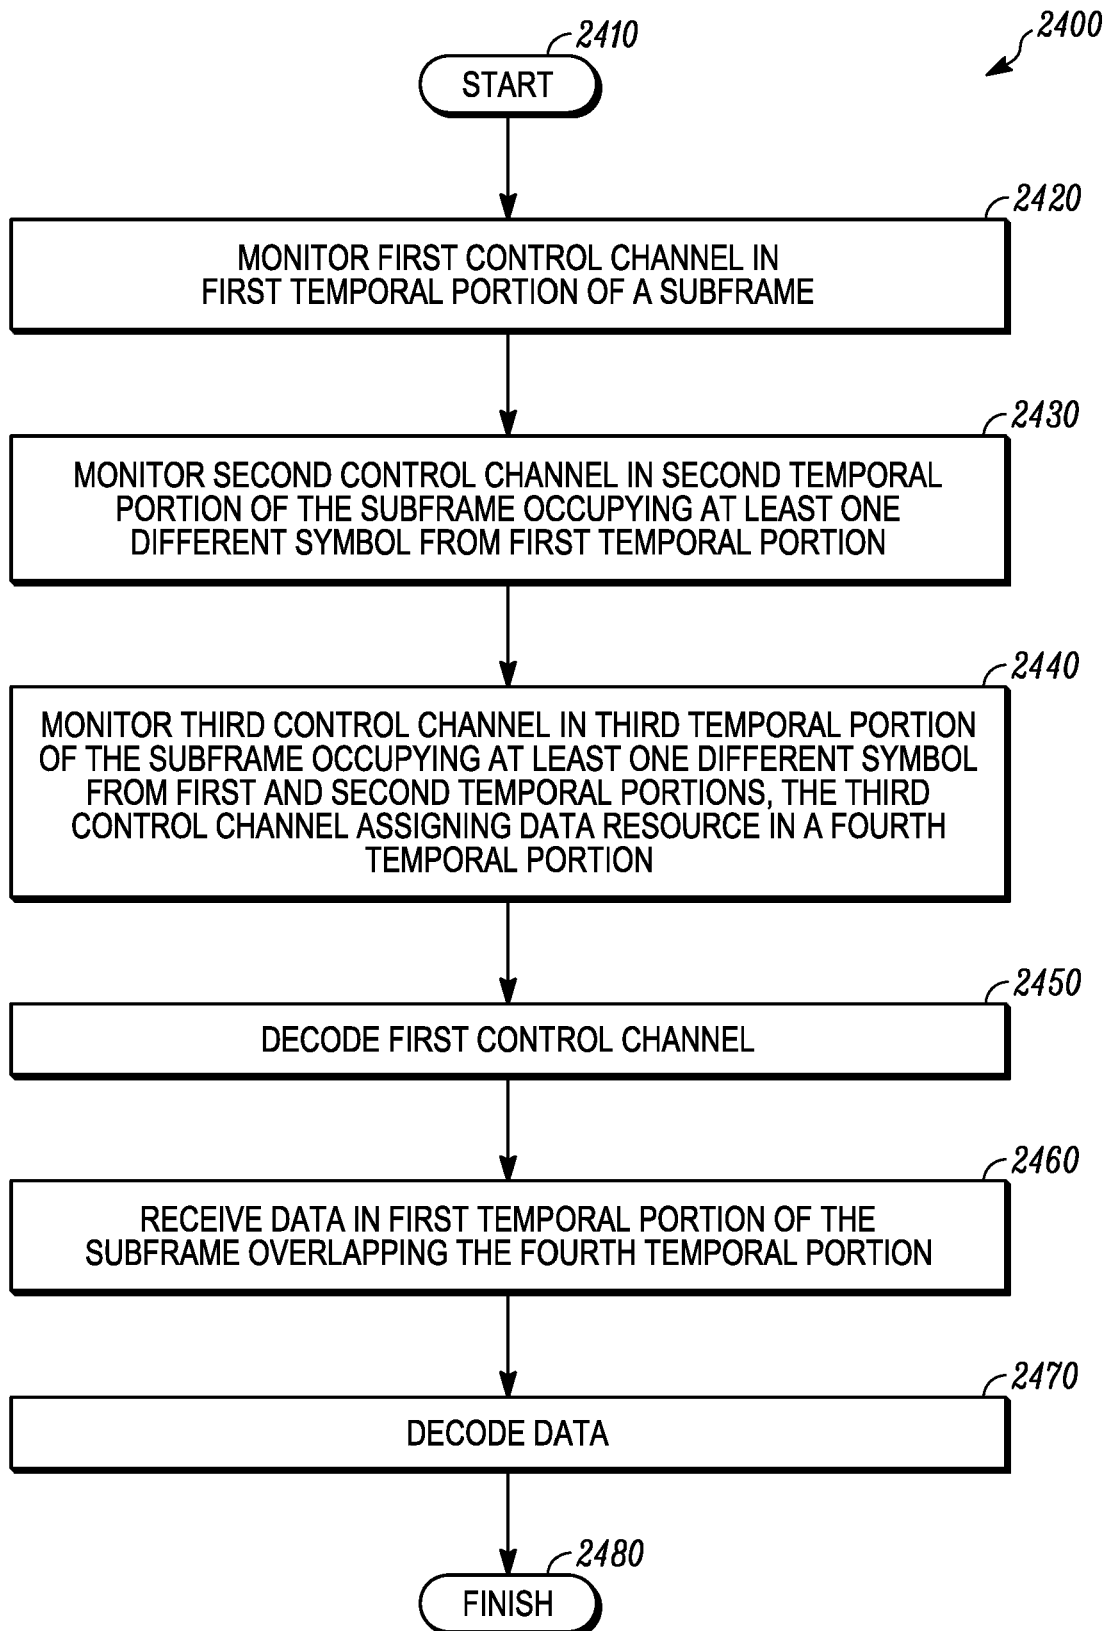 2400
2410
START
2420
MONITOR FIRST CONTROL CHANNEL IN
FIRST TEMPORAL PORTION OF A SUBFRAME
2430
MONITOR SECOND CONTROL CHANNEL IN SECOND TEMPORAL
PORTION OF THE SUBFRAME OCCUPYING AT LEAST ONE
DIFFERENT SYMBOL FROM FIRST TEMPORAL PORTION
2440
MONITOR THIRD CONTROL CHANNEL IN THIRD TEMPORAL PORTION
OF THE SUBFRAME OCCUPYING AT LEAST ONE DIFFERENT SYMBOL
FROM FIRST AND SECOND TEMPORAL PORTIONS, THE THIRD
CONTROL CHANNEL ASSIGNING DATA RESOURCE IN A FOURTH
TEMPORAL PORTION
2450
DECODE FIRST CONTROL CHANNEL
2460
RECEIVE DATA IN FIRST TEMPORAL PORTION OF THE
SUBFRAME OVERLAPPING THE FOURTH TEMPORAL PORTION
2470
DECODE DATA
2480
FINISH